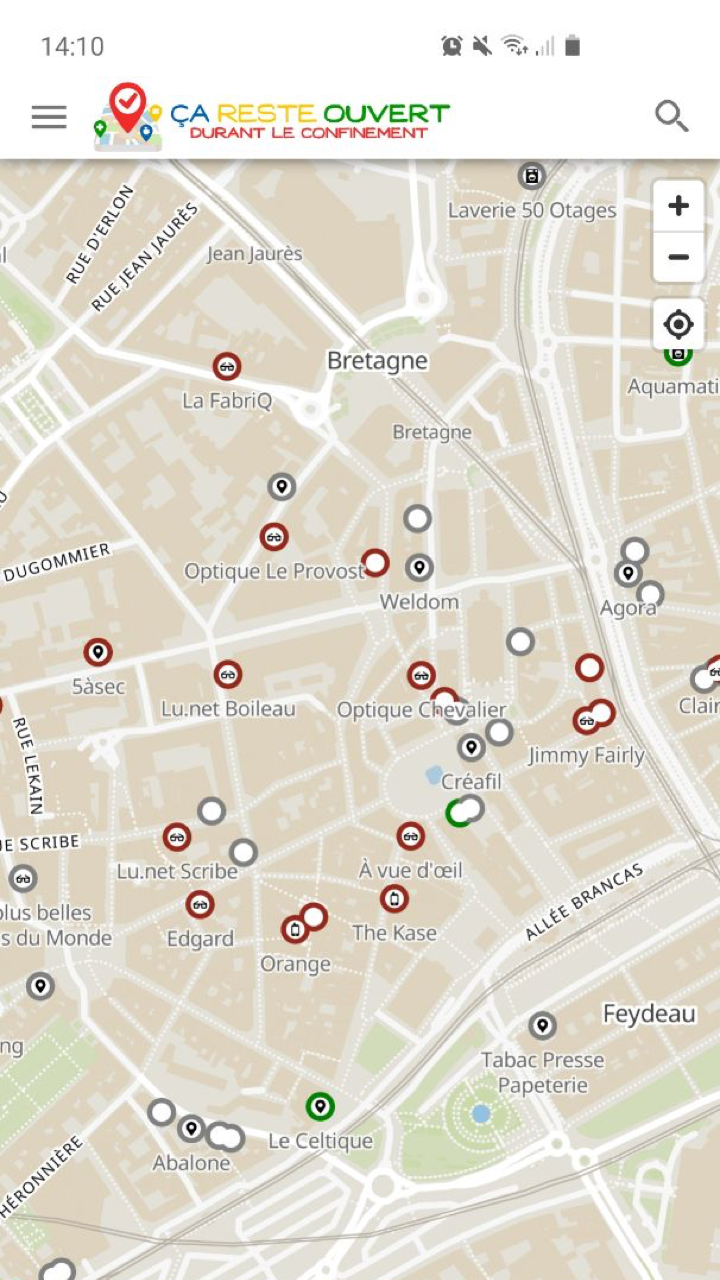 14:10
ÇA RESTE OUVERT
DURANT LE CONFINEMENT
Laverie 50 Otages
+
−
RUE D'ERLON
RUE JEAN JAURÈS
Jean Jaurès
Bretagne
La FabriQ
Aquamati
Bretagne
DUGOMMIER
Optique Le Provost
Weldom
Agora
5àsec
Lu.net Boileau
Optique Chevalier
Clair
RUE LEKAIN
Jimmy Fairly
Créafil
E SCRIBE
Lu.net Scribe
À vue d'œil
plus belles
s du Monde
Edgard
The Kase
ALLÉE BRANCAS
Orange
Feydeau
ng
Tabac Presse
Papeterie
Le Celtique
Abalone
HÉRONNIÈRE